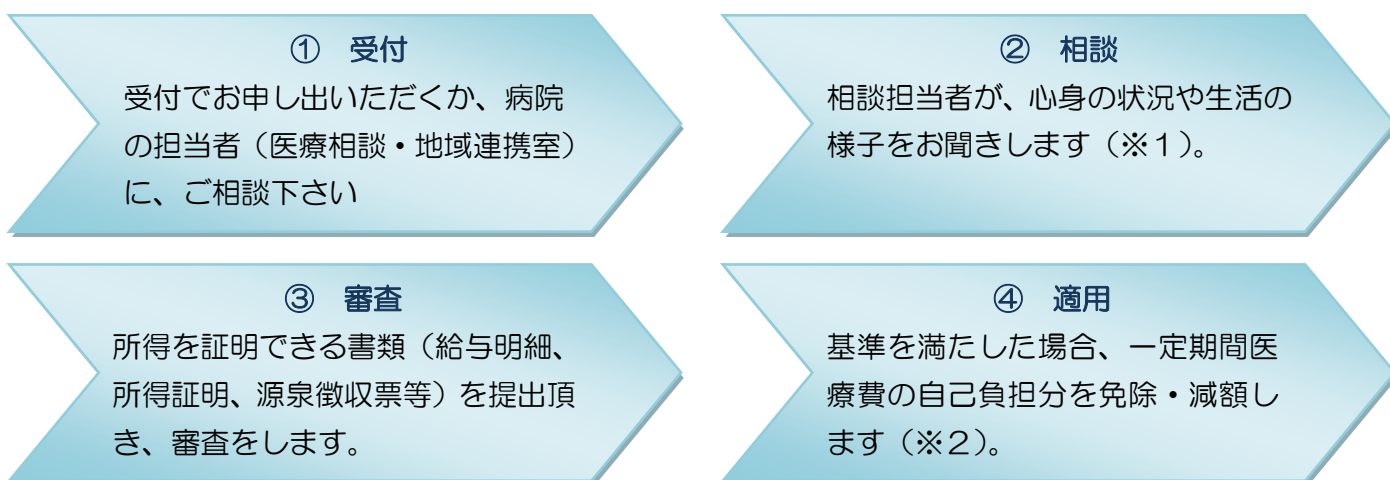 ① 受付
受付でお申し出いただくか、病院
の担当者（医療相談・地域連携室）
に、ご相談下さい
② 相談
相談担当者が、心身の状況や生活の
様子をお聞きします（※１）。
③ 審査
所得を証明できる書類（給与明細、
所得証明、源泉徴収票等）を提出頂
き、審査をします。
④ 適用
基準を満たした場合、一定期間医
療費の自己負担分を免除・減額し
ます（※２）。